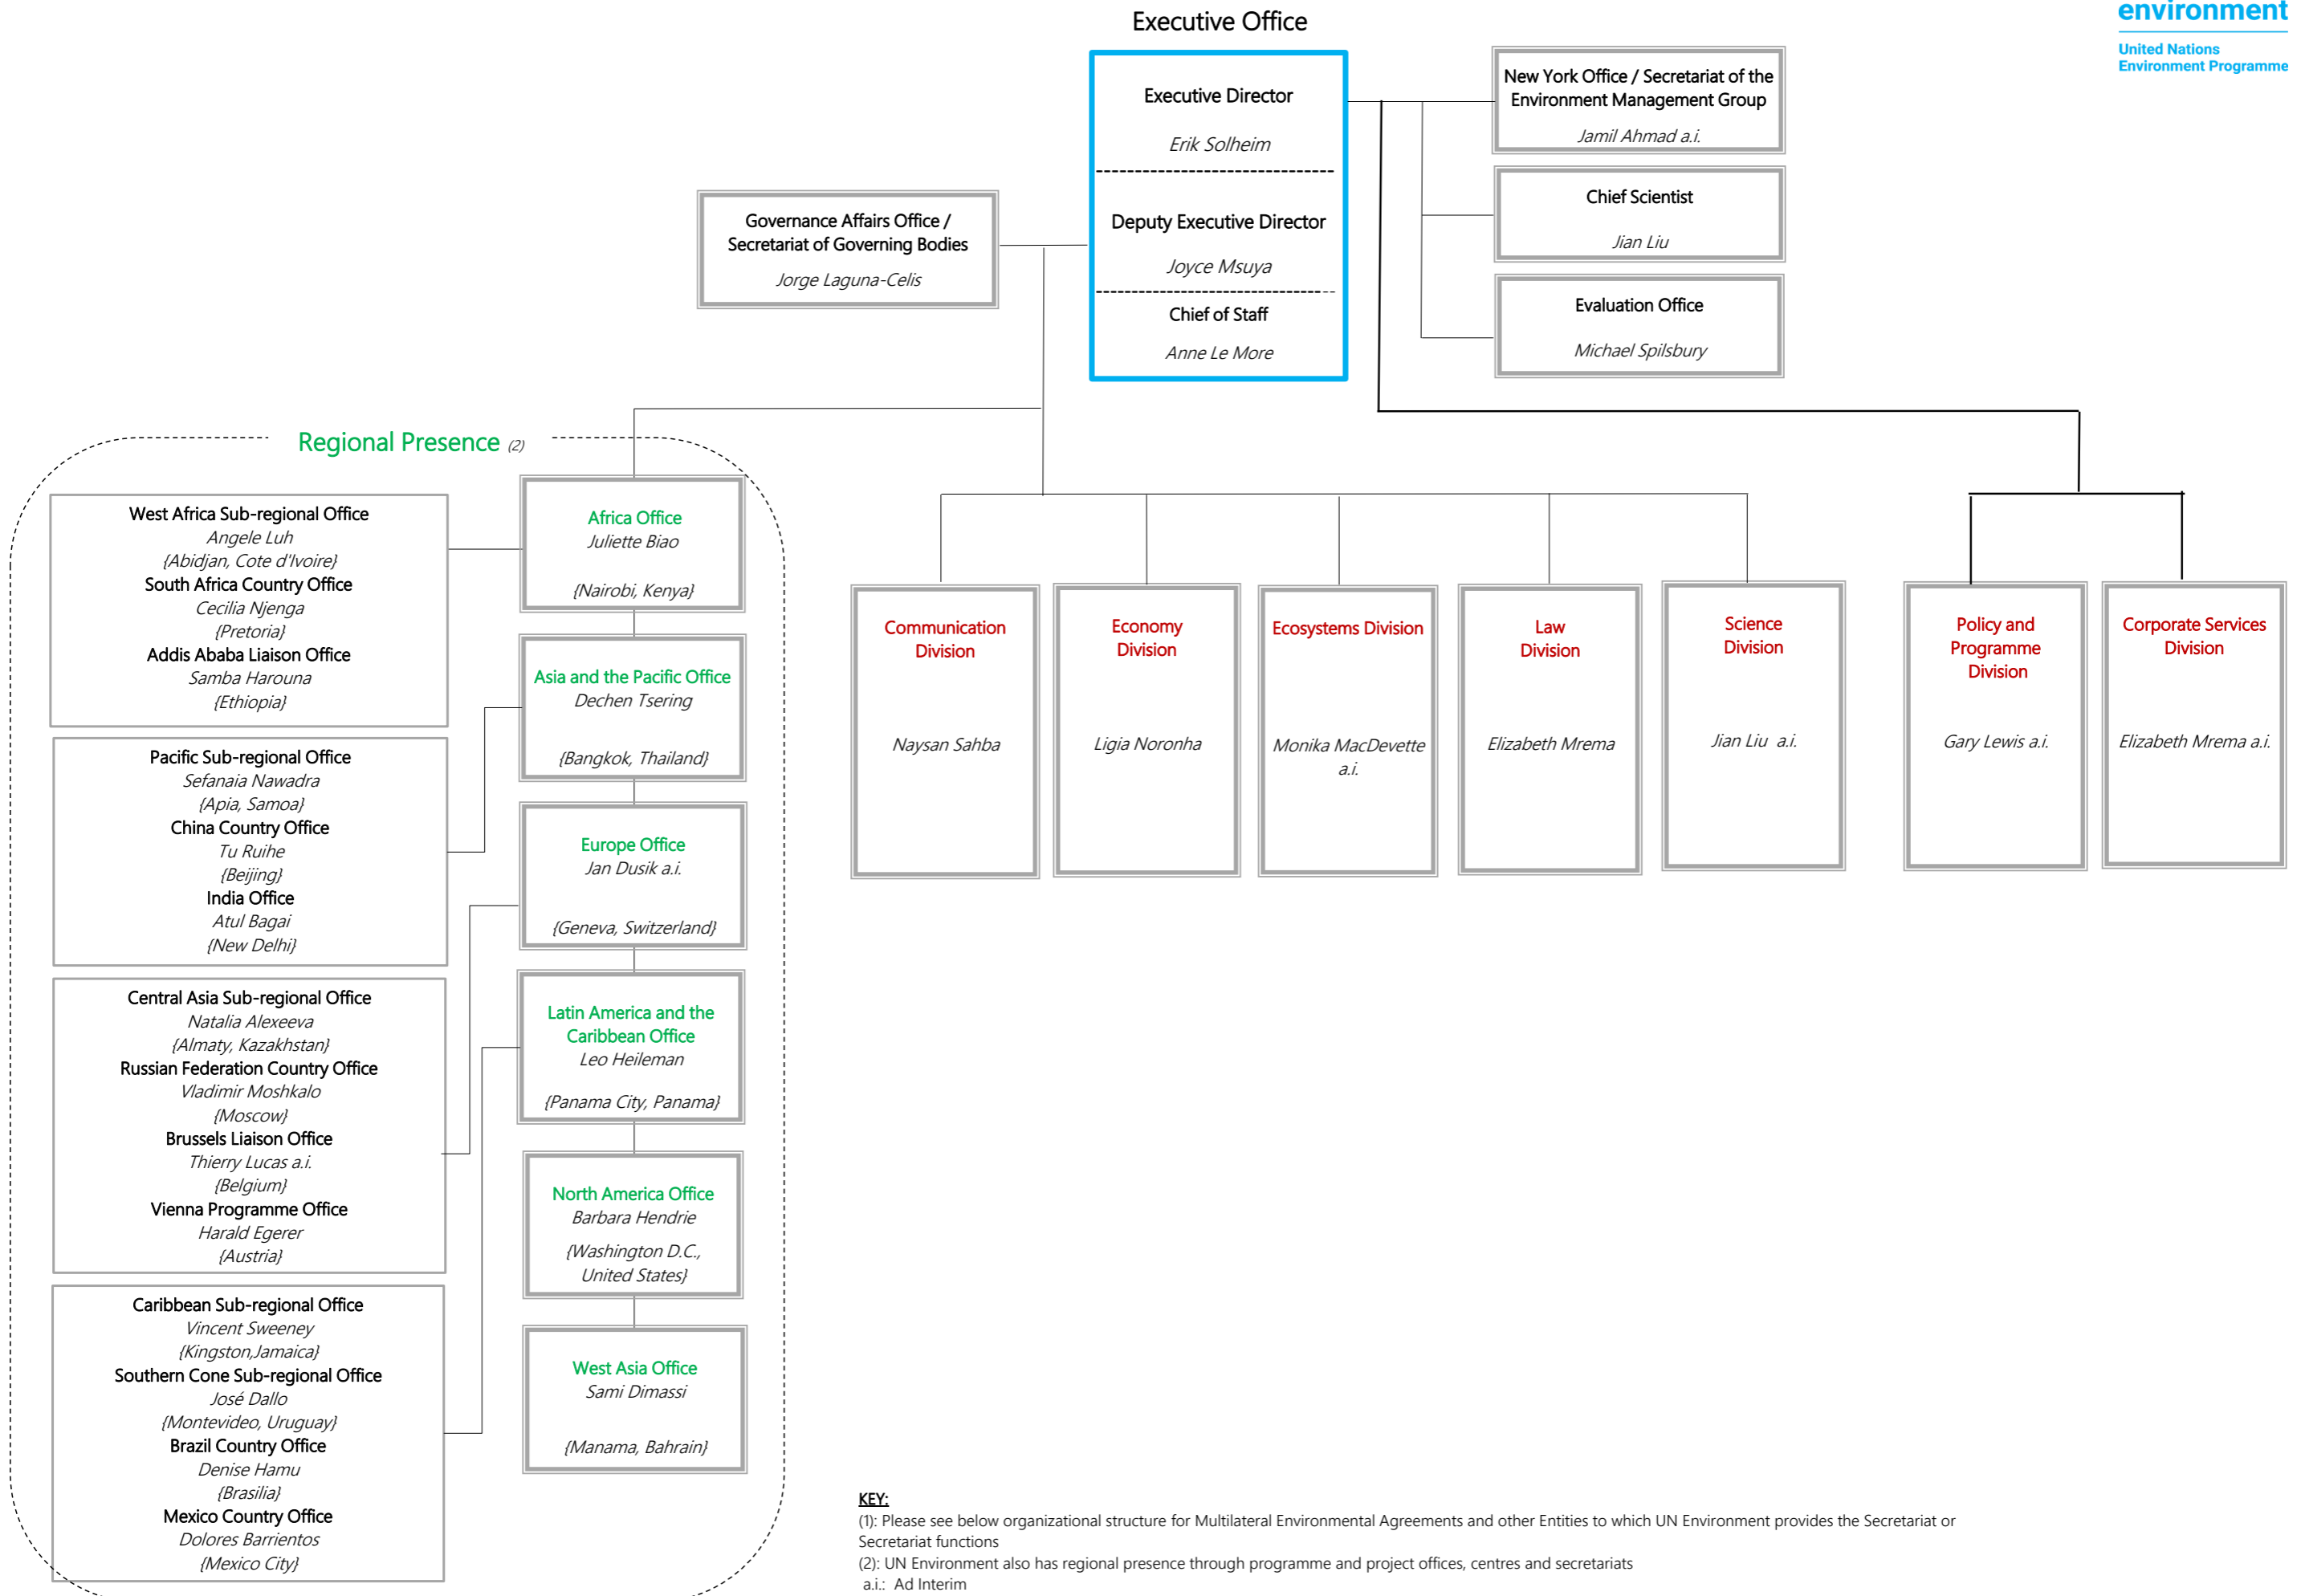 Executive Office
environment
United Nations
Environment Programme
Executive Director
Erik Solheim
Deputy Executive Director
Joyce Msuya
Chief of Staff
Anne Le More
New York Office / Secretariat of the
Environment Management Group
Jamil Ahmad a.i.
Chief Scientist
Jian Liu
Evaluation Office
Michael Spilsbury
Governance Affairs Office /
Secretariat of Governing Bodies
Jorge Laguna-Celis
Regional Presence (2)
West Africa Sub-regional Office
Angele Luh
{Abidjan, Cote d'Ivoire}
South Africa Country Office
Cecilia Njenga
{Pretoria}
Addis Ababa Liaison Office
Samba Harouna
{Ethiopia}
Pacific Sub-regional Office
Sefanaia Nawadra
{Apia, Samoa}
China Country Office
Tu Ruihe
{Beijing}
India Office
Atul Bagai
{New Delhi}
Central Asia Sub-regional Office
Natalia Alexeeva
{Almaty, Kazakhstan}
Russian Federation Country Office
Vladimir Moshkalo
{Moscow}
Brussels Liaison Office
Thierry Lucas a.i.
{Belgium}
Vienna Programme Office
Harald Egerer
{Austria}
Caribbean Sub-regional Office
Vincent Sweeney
{Kingston,Jamaica}
Southern Cone Sub-regional Office
José Dallo
{Montevideo, Uruguay}
Brazil Country Office
Denise Hamu
{Brasilia}
Mexico Country Office
Dolores Barrientos
{Mexico City}
Africa Office
Juliette Biao
{Nairobi, Kenya}
Asia and the Pacific Office
Dechen Tsering
{Bangkok, Thailand}
Europe Office
Jan Dusik a.i.
{Geneva, Switzerland}
Latin America and the
Caribbean Office
Leo Heileman
{Panama City, Panama}
North America Office
Barbara Hendrie
{Washington D.C.,
United States}
West Asia Office
Sami Dimassi
{Manama, Bahrain}
Communication
Division
Naysan Sahba
Economy
Division
Ligia Noronha
Ecosystems Division
Monika MacDevette
a.i.
Law
Division
Elizabeth Mrema
Science
Division
Jian Liu a.i.
Policy and
Programme
Division
Gary Lewis a.i.
Corporate Services
Division
Elizabeth Mrema a.i.
KEY:
(1): Please see below organizational structure for Multilateral Environmental Agreements and other Entities to which UN Environment provides the Secretariat or
Secretariat functions
(2): UN Environment also has regional presence through programme and project offices, centres and secretariats
a.i.: Ad Interim